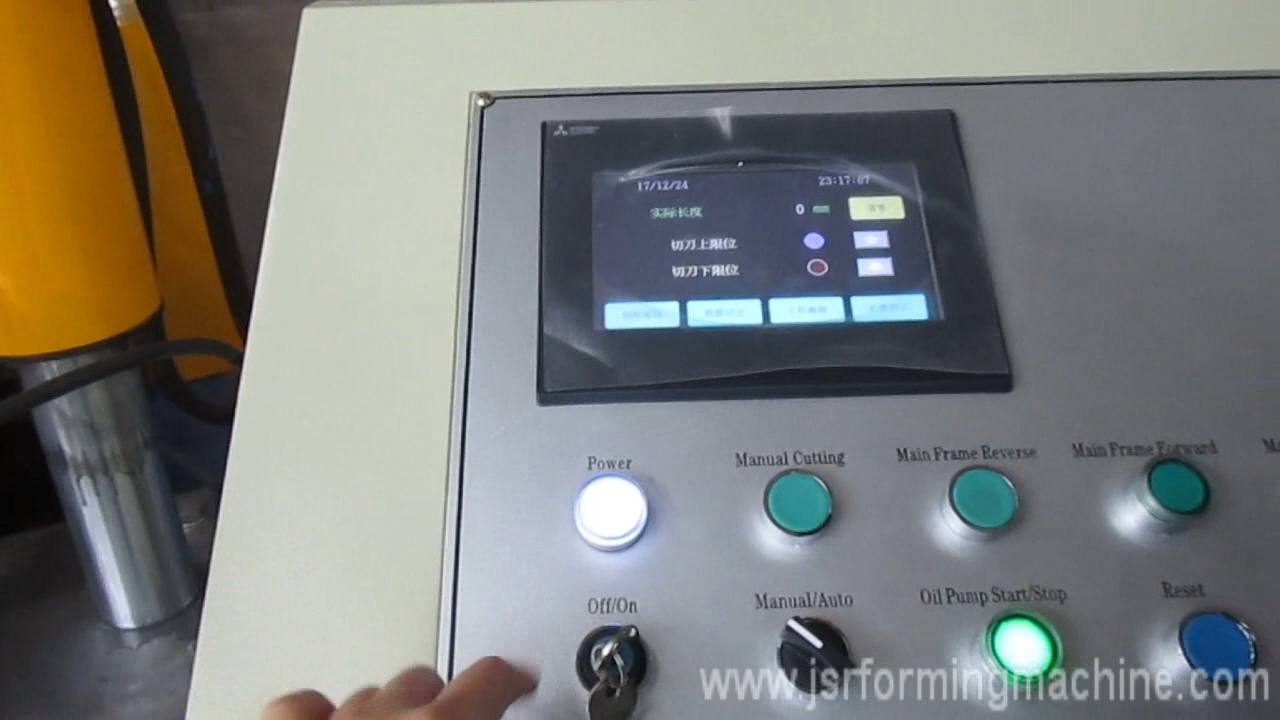 17/12/24 23:17:07
实际长度 0 mm
切刀上限位
切刀下限位
Power Manual Cutting Main Frame Reverse Main Frame Forward
Off/On Manual/Auto Oil Pump Start/Stop Reset
www.jsrformingmachine.com